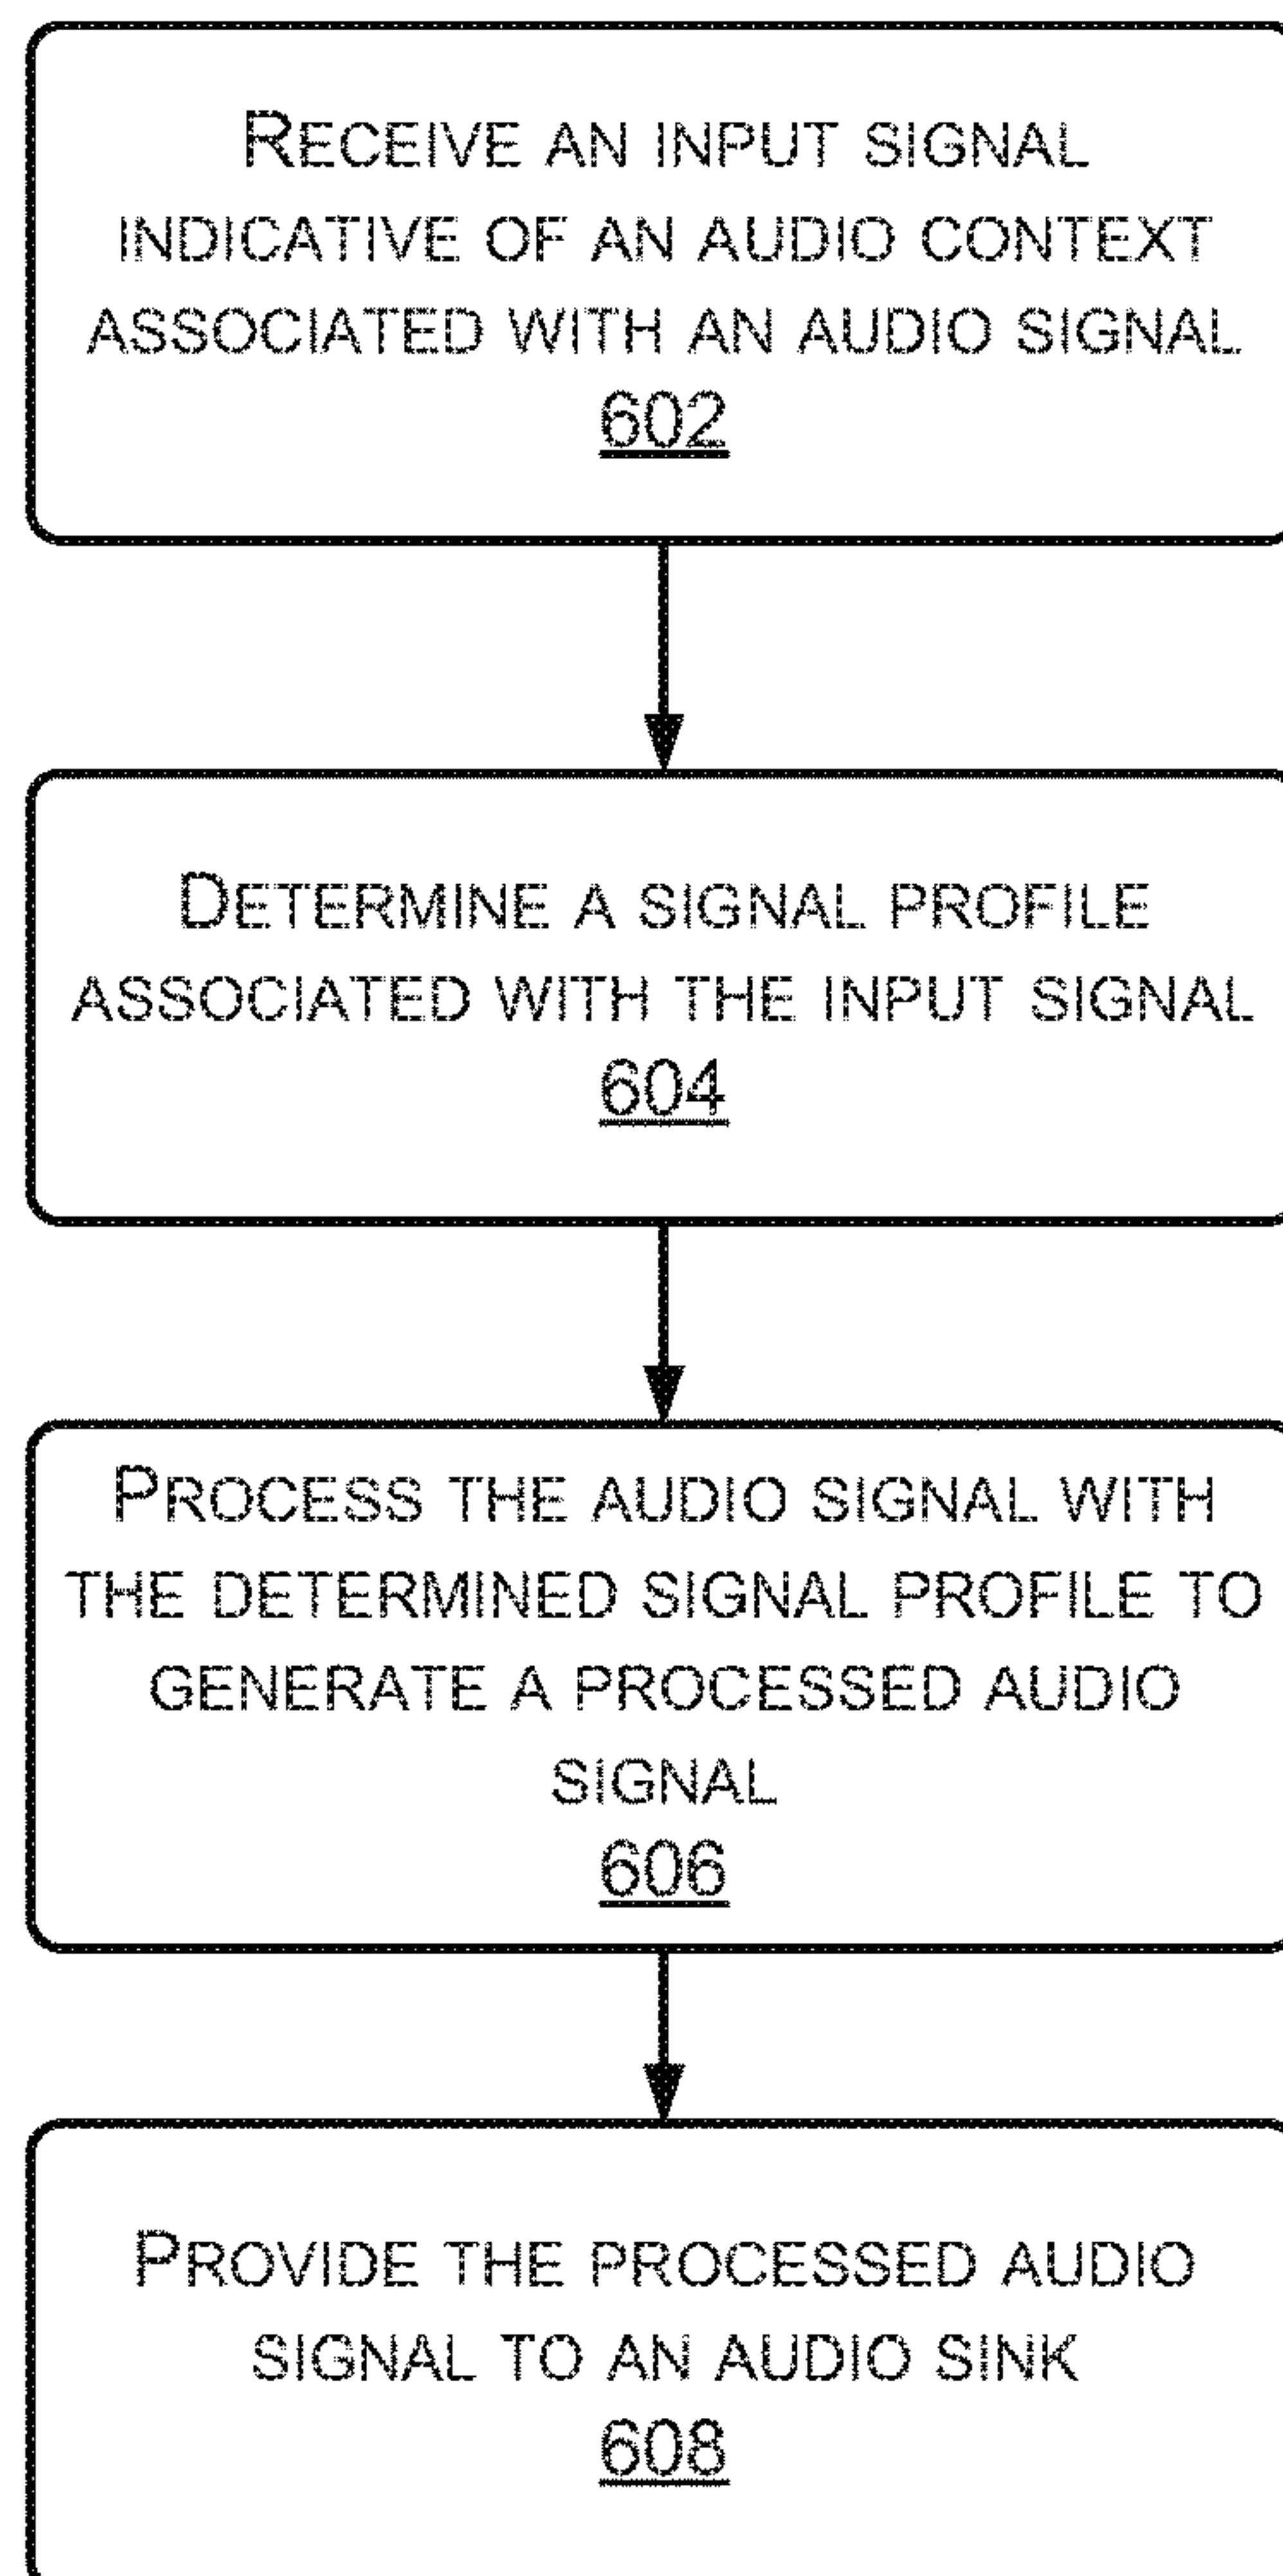 RECEIVE AN INPUT SIGNAL
INDICATIVE OF AN AUDIO CONTEXT
ASSOCIATED WITH AN AUDIO SIGNAL
602
DETERMINE A SIGNAL PROFILE
ASSOCIATED WITH THE INPUT SIGNAL
604
PROCESS THE AUDIO SIGNAL WITH
THE DETERMINED SIGNAL PROFILE TO
GENERATE A PROCESSED AUDIO
SIGNAL
606
PROVIDE THE PROCESSED AUDIO
SIGNAL TO AN AUDIO SINK
608